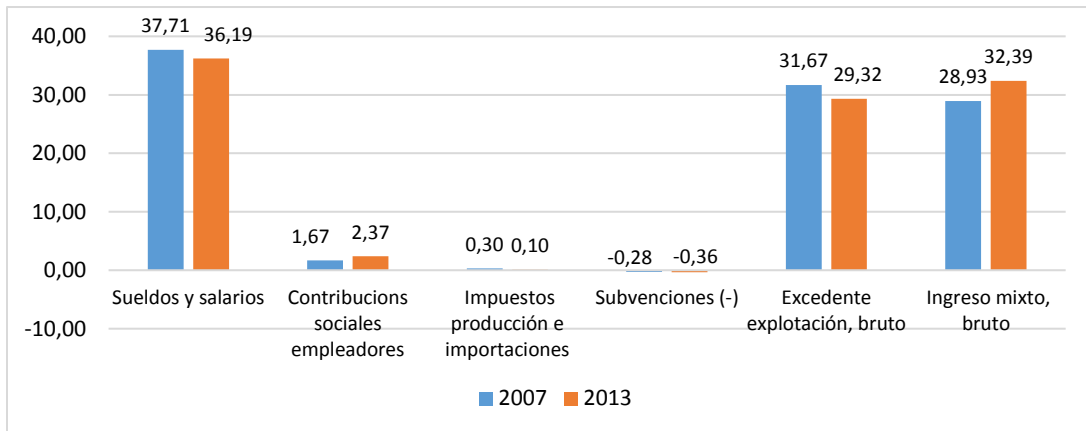 37,71
36,19
1,67
2,37
0,30
0,10
-0,28
-0,36
31,67
29,32
28,93
32,39
40,00
30,00
20,00
10,00
0,00
-10,00
Sueldos y salarios
Contribucions
sociales
empleadores
Impuestos
producción e
importaciones
Subvenciones (-)
Excedente
explotación, bruto
Ingreso mixto,
bruto
2007
2013